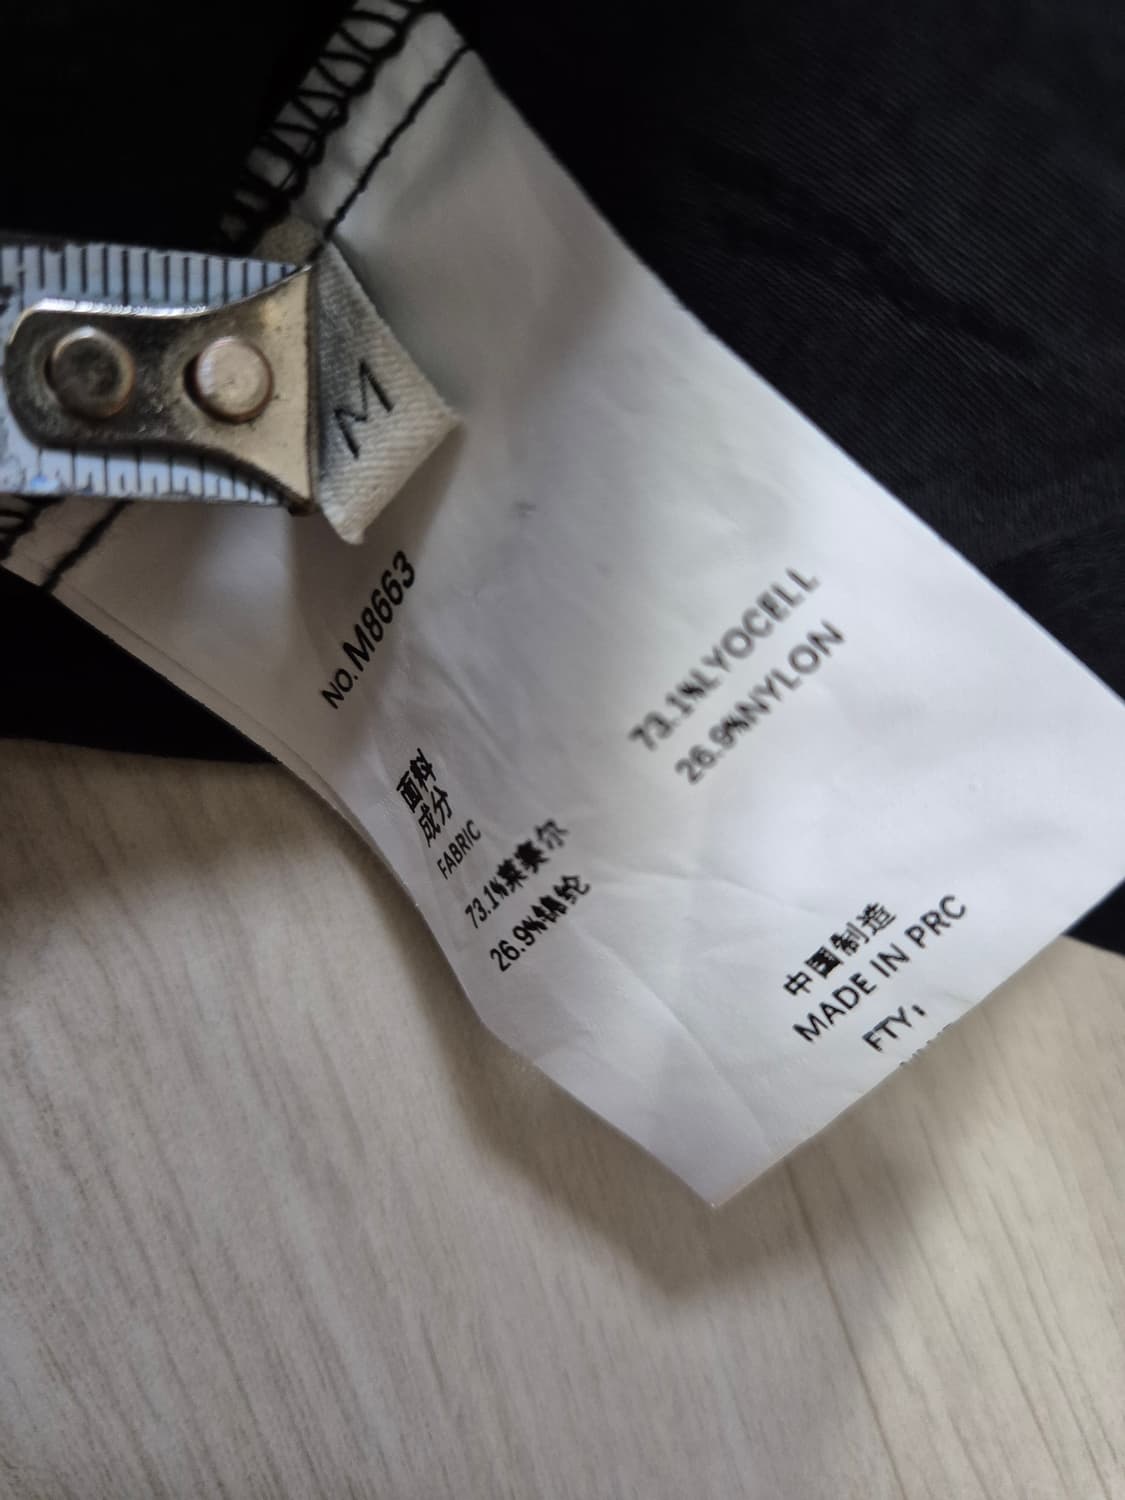 M
NO.M8663
面料
成分
FABRIC
73.1%莱赛尔
26.9%锦纶
73.1%LYOCELL
26.9%NYLON
中国制造
MADE IN PRC
FTY: